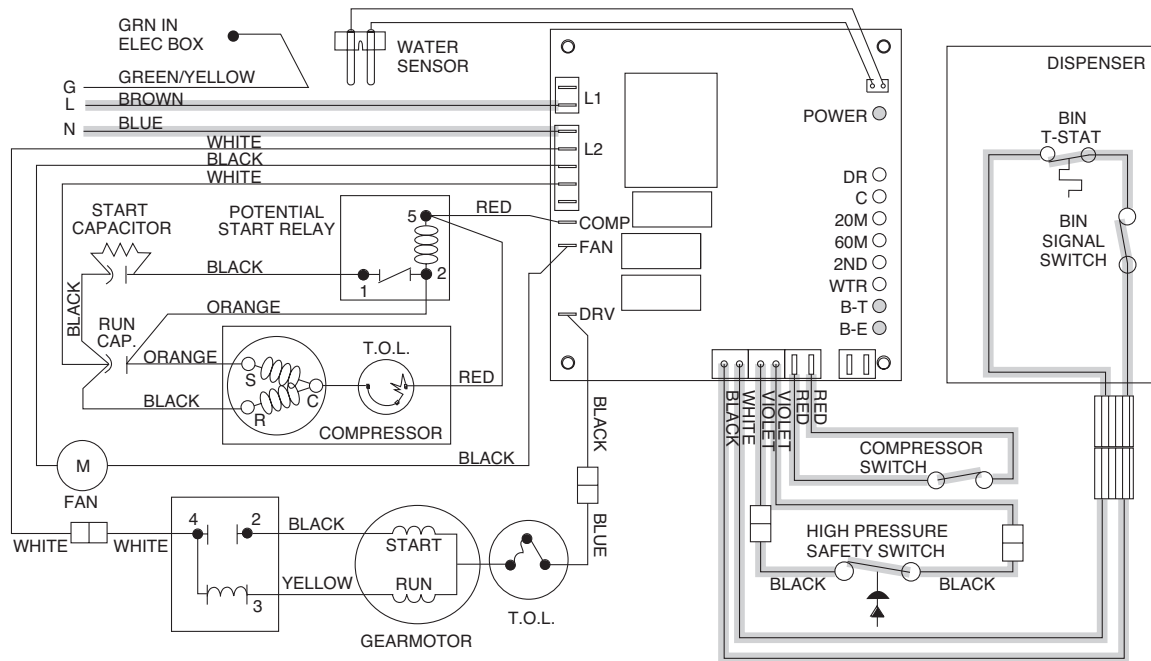 GRN IN
ELEC BOX
WATER
SENSOR
DISPENSER
GREEN/YELLOW
G
BROWN
L
L1
BLUE
N
POWER
BIN
T-STAT
WHITE
L2
BLACK
WHITE
DR
C
20M
60M
2ND
WTR
B-T
B-E
BIN
SIGNAL
SWITCH
START
CAPACITOR
POTENTIAL
START RELAY
5
RED
COMP
FAN
BLACK
1
2
ORANGE
DRV
BLACK
RUN
CAP.
ORANGE
S
T.O.L.
RED
C
BLACK
R
COMPRESSOR
BLACK
WHITE
VIOLET
VIOLET
RED
RED
BLACK
COMPRESSOR
SWITCH
M
FAN
BLACK
4
2
BLACK
START
BLUE
HIGH PRESSURE
SAFETY SWITCH
WHITE
WHITE
YELLOW
RUN
3
BLACK
BLACK
T.O.L.
GEARMOTOR